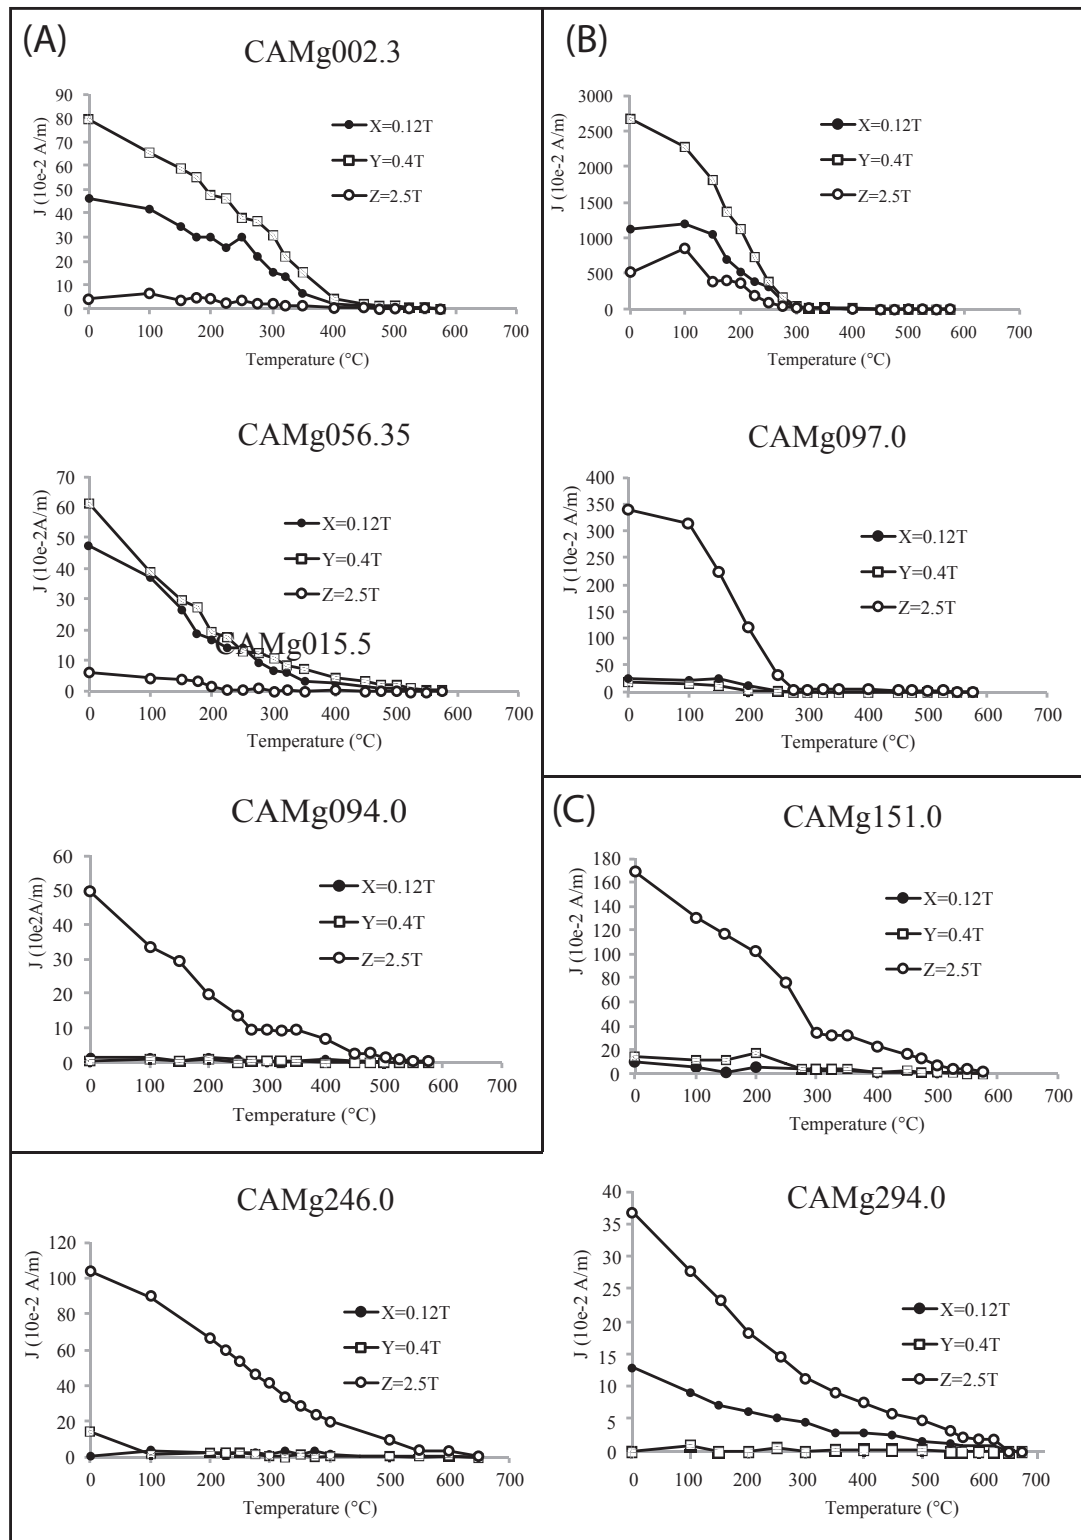 (A)
CAMg002.3
J (10e-2 A/m)
90
80
70
60
50
40
30
20
10
0
X=0.12T
Y=0.4T
Z=2.5T
0 100 200 300 400 500 600 700
Temperature (°C)
CAMg056.35
J (10e-2A/m)
70
60
50
40
30
20
10
0
X=0.12T
Y=0.4T
Z=2.5T
CAMg015.5
0 100 200 300 400 500 600 700
Temperature (°C)
CAMg094.0
J (10e2A/m)
60
50
40
30
20
10
0
X=0.12T
Y=0.4T
Z=2.5T
0 100 200 300 400 500 600 700
Temperature (°C)
(B)
J (10e-2 A/m)
3000
2500
2000
1500
1000
500
0
X=0.12T
Y=0.4T
Z=2.5T
0 100 200 300 400 500 600 700
Temperature (°C)
CAMg097.0
J (10e-2 A/m)
400
350
300
250
200
150
100
50
0
X=0.12T
Y=0.4T
Z=2.5T
0 100 200 300 400 500 600 700
Temperature (°C)
(C)
CAMg151.0
J (10e-2 A/m)
180
160
140
120
100
80
60
40
20
0
X=0.12T
Y=0.4T
Z=2.5T
0 100 200 300 400 500 600 700
Temperature (°C)
CAMg246.0
J (10e-2 A/m)
120
100
80
60
40
20
0
X=0.12T
Y=0.4T
Z=2.5T
0 100 200 300 400 500 600 700
Temperature (°C)
CAMg294.0
J (10e-2 A/m)
40
35
25
20
15
10
5
0
X=0.12T
Y=0.4T
Z=2.5T
0 100 200 300 400 500 600 700
Temperature (°C)